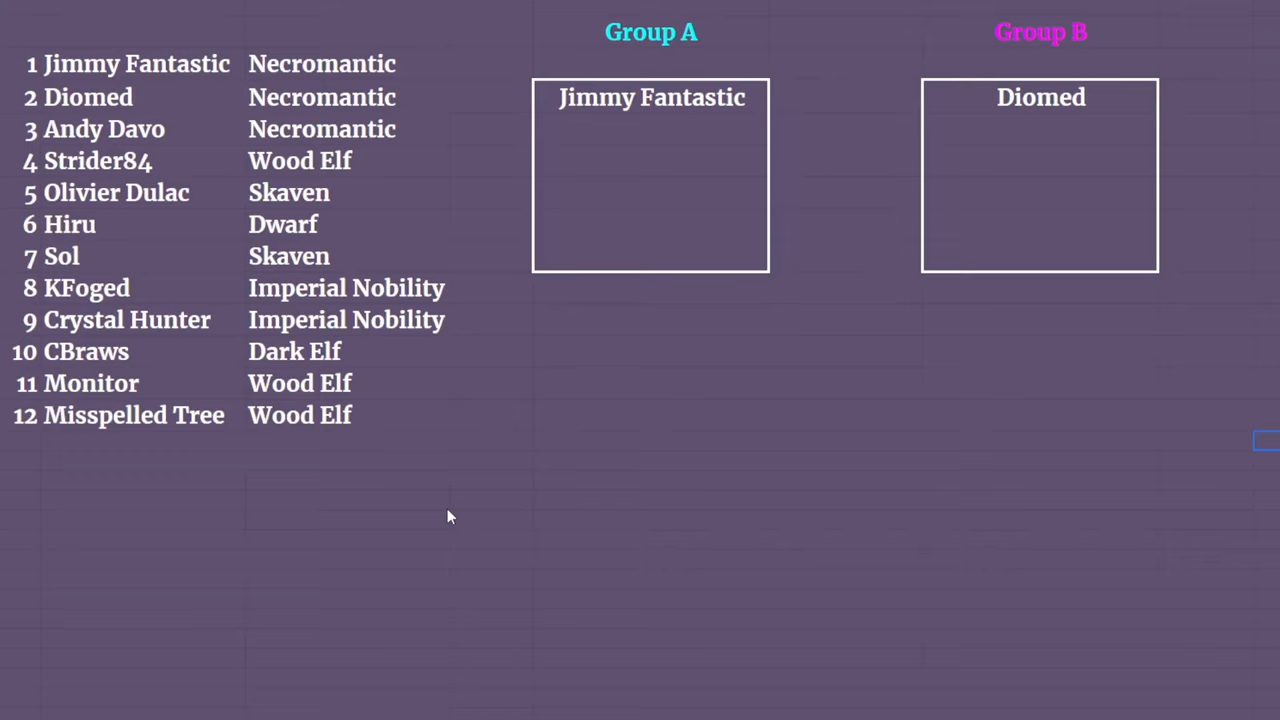 Group A
Group B
1 Jimmy Fantastic Necromantic
2 Diomed Necromantic
3 Andy Davo Necromantic
4 Strider84 Wood Elf
5 Olivier Dulac Skaven
6 Hiru Dwarf
7 Sol Skaven
8 KFoged Imperial Nobility
9 Crystal Hunter Imperial Nobility
10 CBraws Dark Elf
11 Monitor Wood Elf
12 Misspelled Tree Wood Elf
Jimmy Fantastic
Diomed